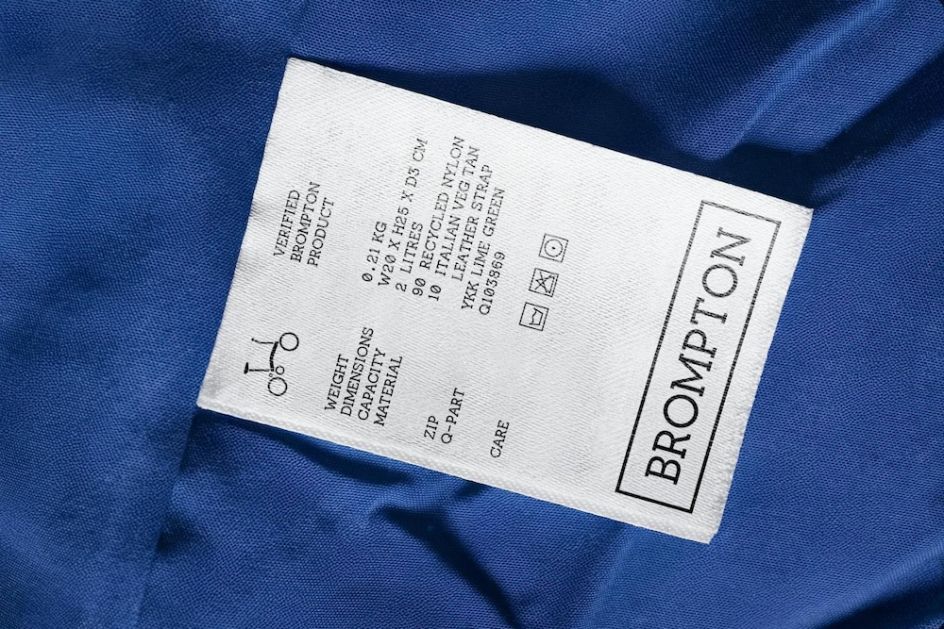 VERIFIED
BROMPTON
PRODUCT
WEIGHT 0.21 KG
DIMENSIONS W20 X H25 X D3 CM
CAPACITY 2 LITRES
MATERIAL 90 RECYCLED NYLON
10 ITALIAN VEG TAN
LEATHER STRAP
ZIP YKK LIME GREEN
Q-PART Q103869
CARE
BROMPTON